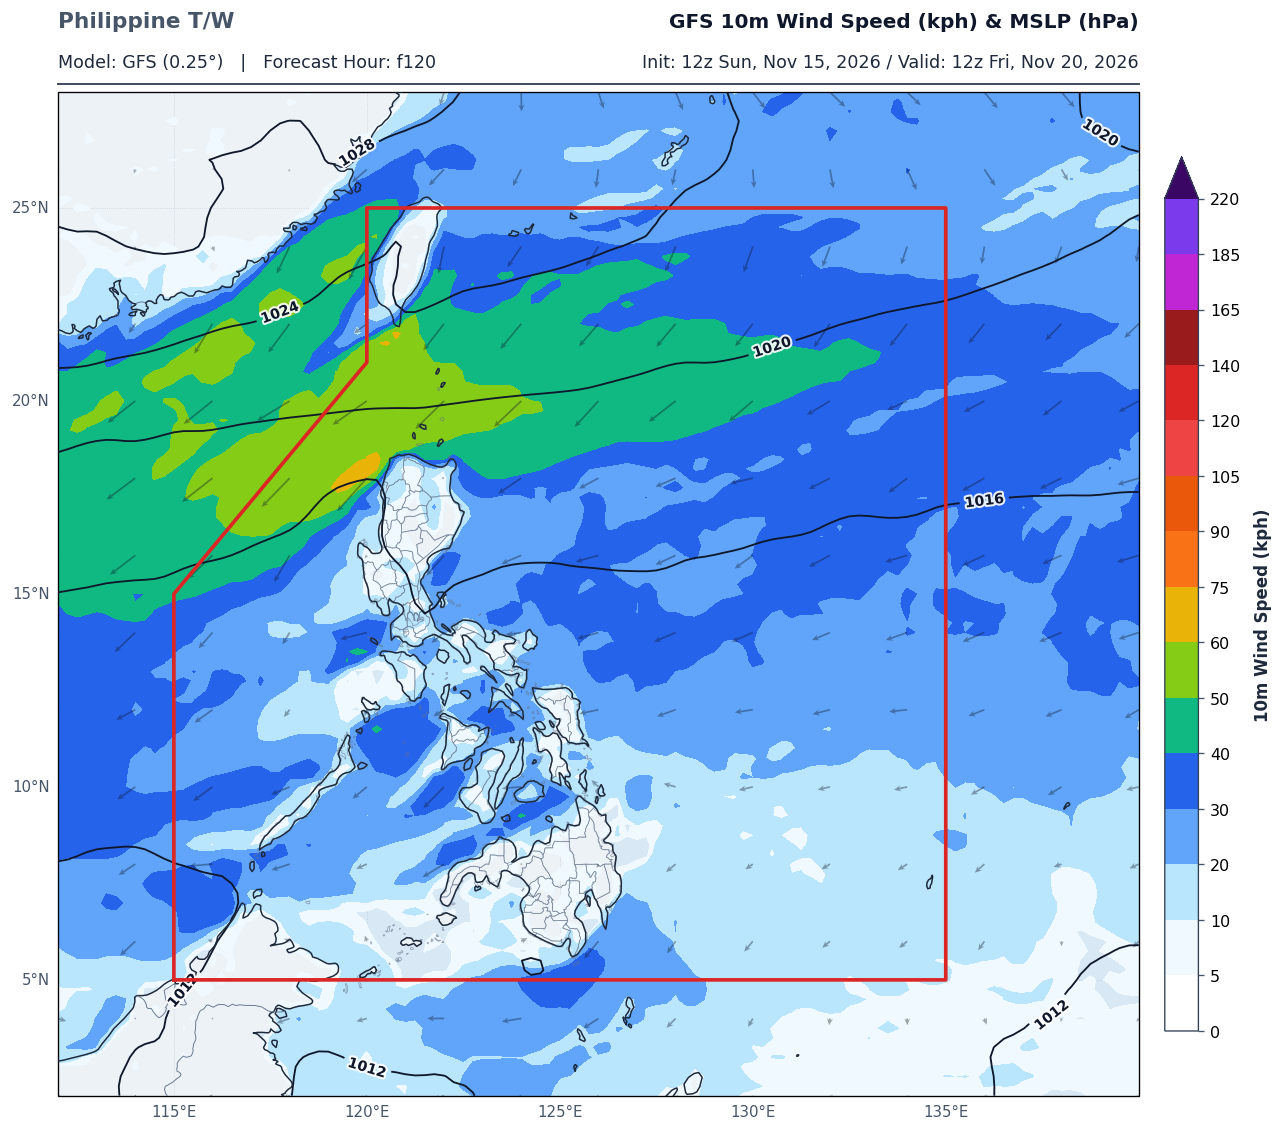 Philippine T/W
GFS 10m Wind Speed (kph) & MSLP (hPa)
Model: GFS (0.25°)   |   Forecast Hour: f120
Init: 12z Sun, Nov 15, 2026 / Valid: 12z Fri, Nov 20, 2026
1028
1020
1024
1020
1016
1012
1012
1012
25°N
20°N
15°N
10°N
5°N
115°E
120°E
125°E
130°E
135°E
220
185
165
140
120
105
90
75
60
50
40
30
20
10
5
0
10m Wind Speed (kph)